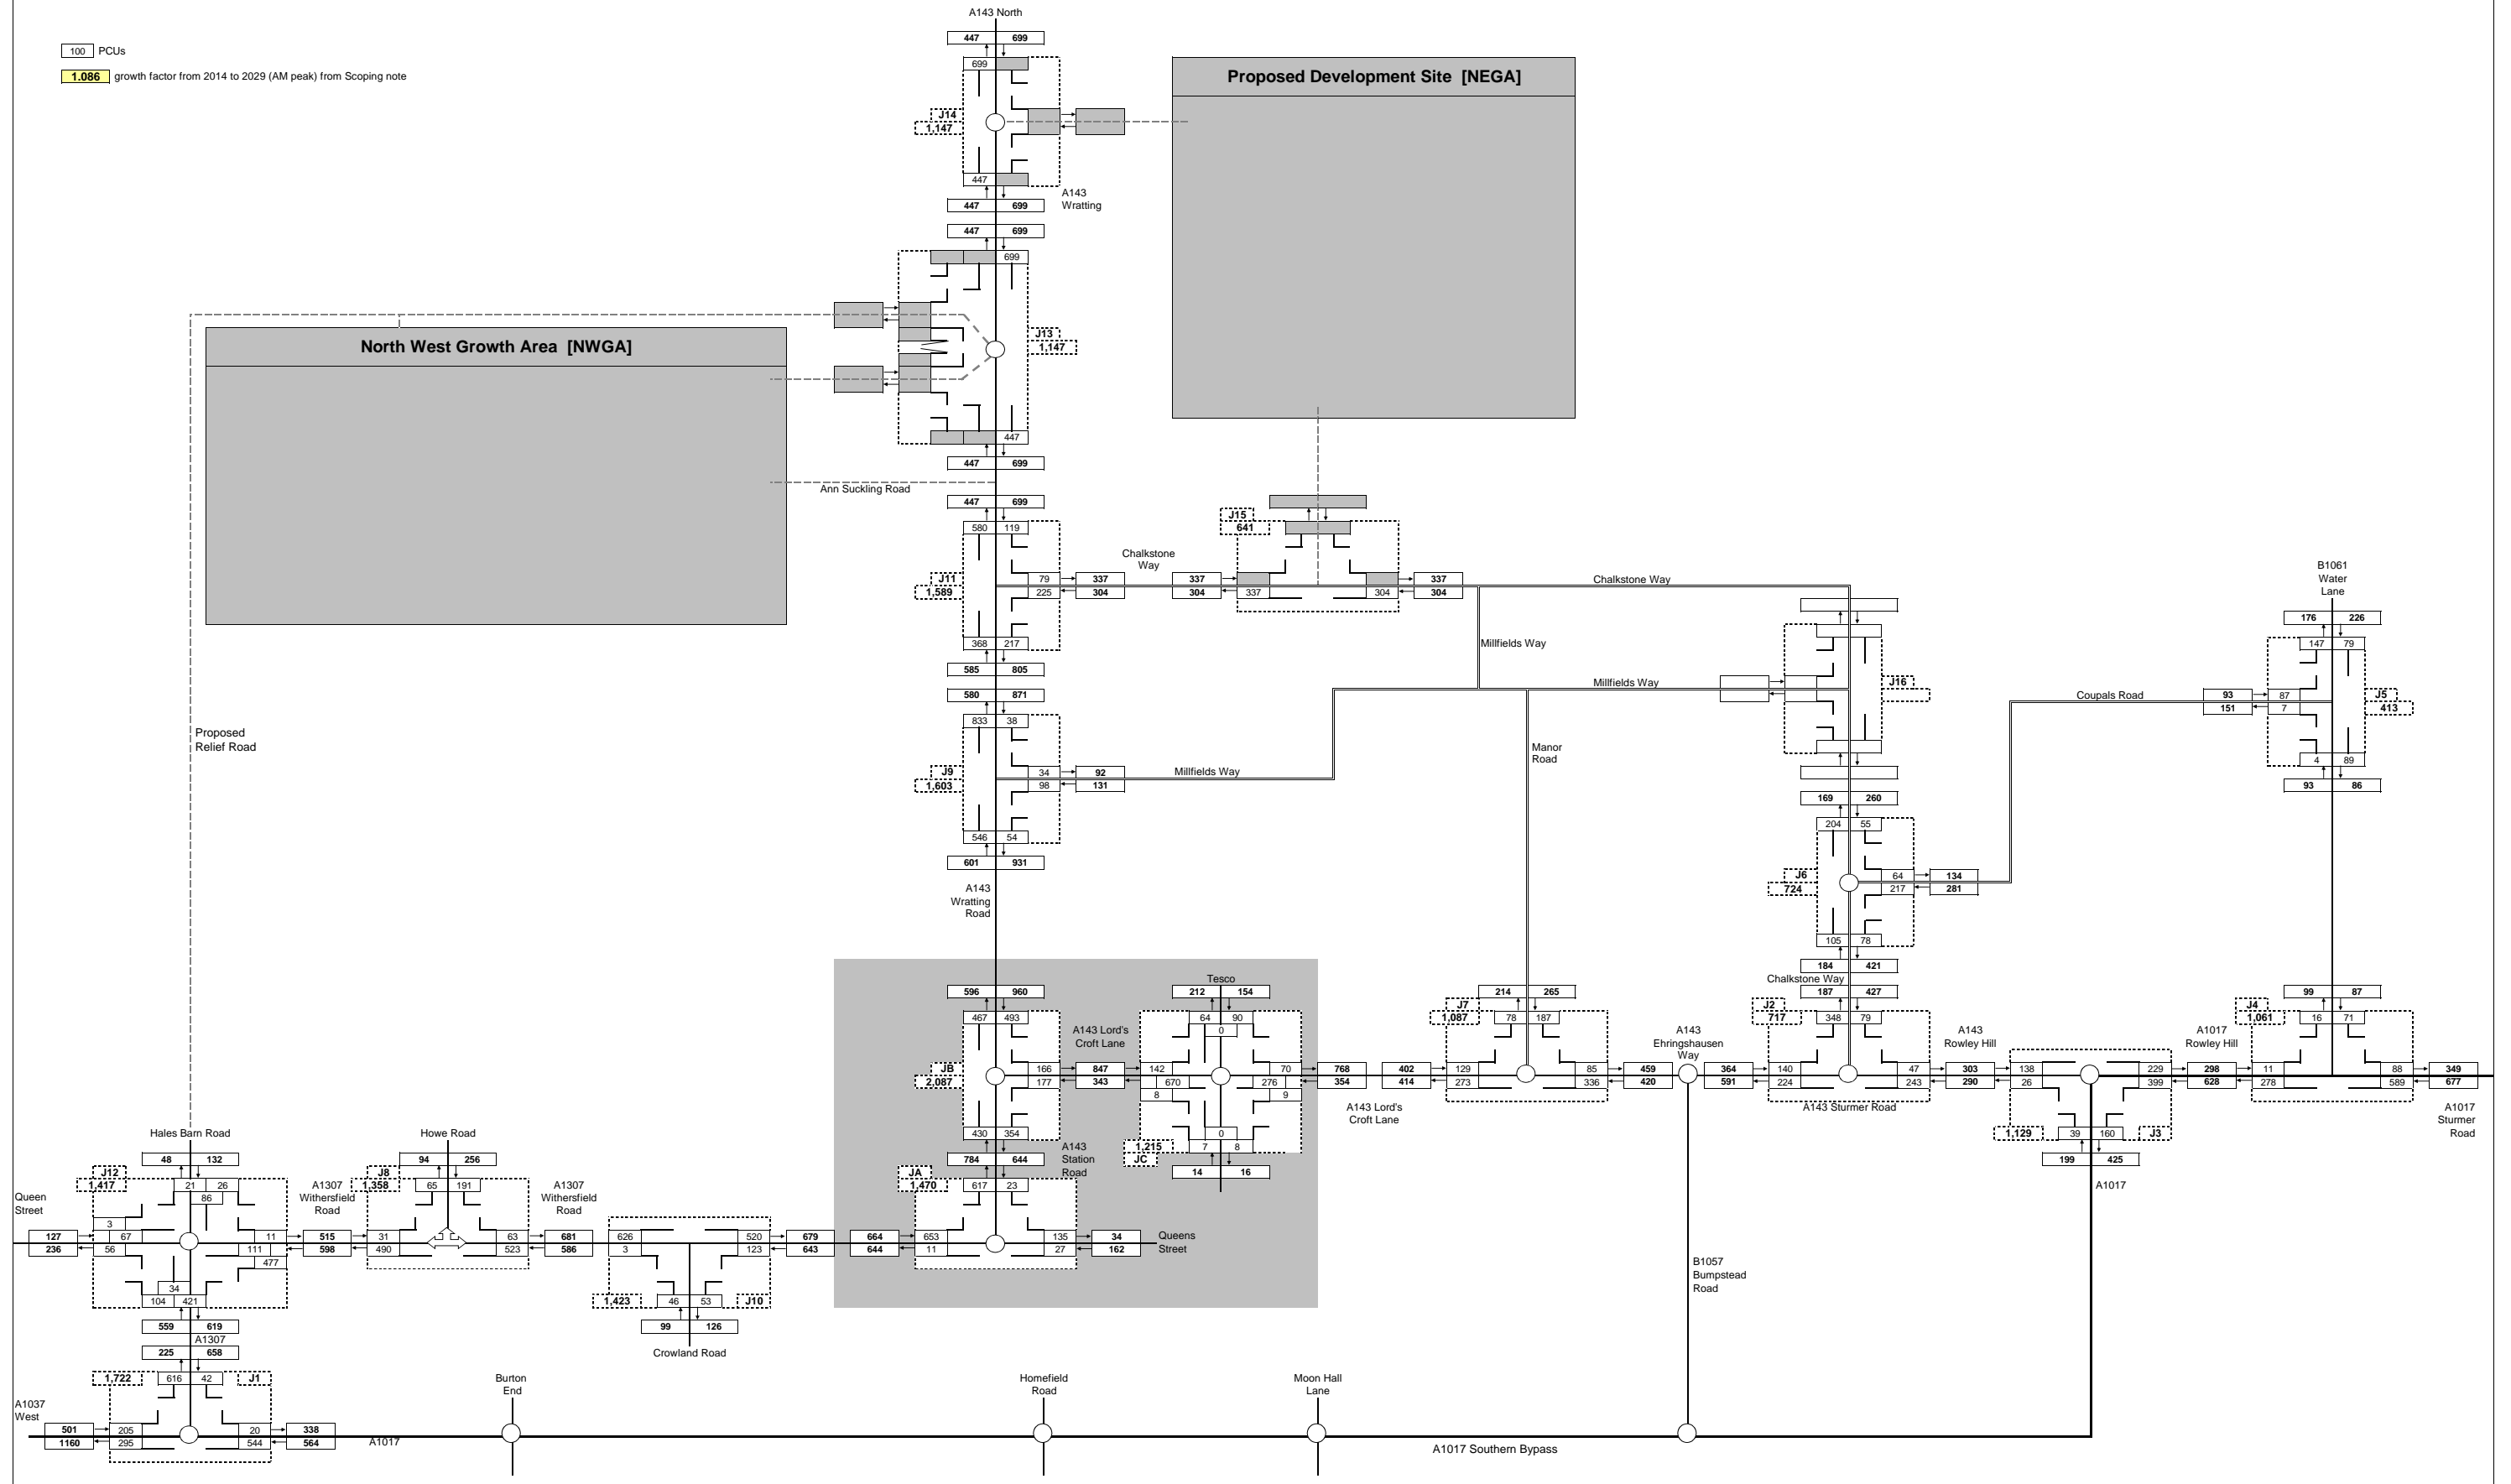 A143 North
447 699
100 PCUs
1.086 growth factor from 2014 to 2029 (AM peak) from Scoping note
699
Proposed Development Site [NEGA]
J14
1,147
447
A143
Wratting
447 699
447 699
699
North West Growth Area [NWGA]
J13
1,147
447
447 699
Ann Suckling Road
447 699
580 119
J11
1,589
79
225
337
304
368 217
585 805
Chalkstone
Way
J15
641
337
304
337
304
337
304
Chalkstone Way
Millfields Way
Millfields Way
J16
B1061
Water
Lane
176 226
147 79
Coupals Road
93
151
87
7
J5
413
4 89
93 86
580 871
833 38
J9
1,603
34
98
92
131
Millfields Way
546 54
601 931
A143
Wratting
Road
Manor
Road
Proposed
Relief Road
169 260
204 55
J6
724
64
217
134
281
105 78
184 421
Chalkstone Way
596 960
467 493
JB
2,087
166
177
A143 Lord's
Croft Lane
847
343
430 354
784 644
A143
Station
Road
Tesco
212 154
64 90
0
142
670
8
70
276
9
0
7 8
1,215
JC
14 16
768
354
A143 Lord's
Croft Lane
214 265
J7
1,087
78 187
402
414
129
273
85
336
459
420
A143
Ehringshausen
Way
187 427
J2
717
348 79
364
591
140
224
47
243
A143 Sturmer Road
A143
Rowley Hill
303
290
138
26
229
399
1,129
39 160
J3
199 425
A1017
A1017
Rowley Hill
298
628
99 87
J4
1,061
16 71
11
278
88
589
349
677
A1017
Sturmer
Road
Hales Barn Road
48 132
J12
1,417
21 26
86
Queen
Street
127
236
3
67
56
11
111
477
34
104 421
559 619
A1307
A1307
Withersfield
Road
515
598
Howe Road
94 256
J8
1,358
65 191
31
490
63
523
A1307
Withersfield
Road
681
586
626
3
520
123
1,423
46 53
J10
99 126
Crowland Road
679
643
664
644
JA
1,470
617 23
653
11
135
27
34
162
Queens
Street
B1057
Bumpstead
Road
225 658
1,722
616 42
J1
A1037
West
501
1160
205
295
20
544
338
564
A1017
Burton
End
Homefield
Road
Moon Hall
Lane
A1017 Southern Bypass